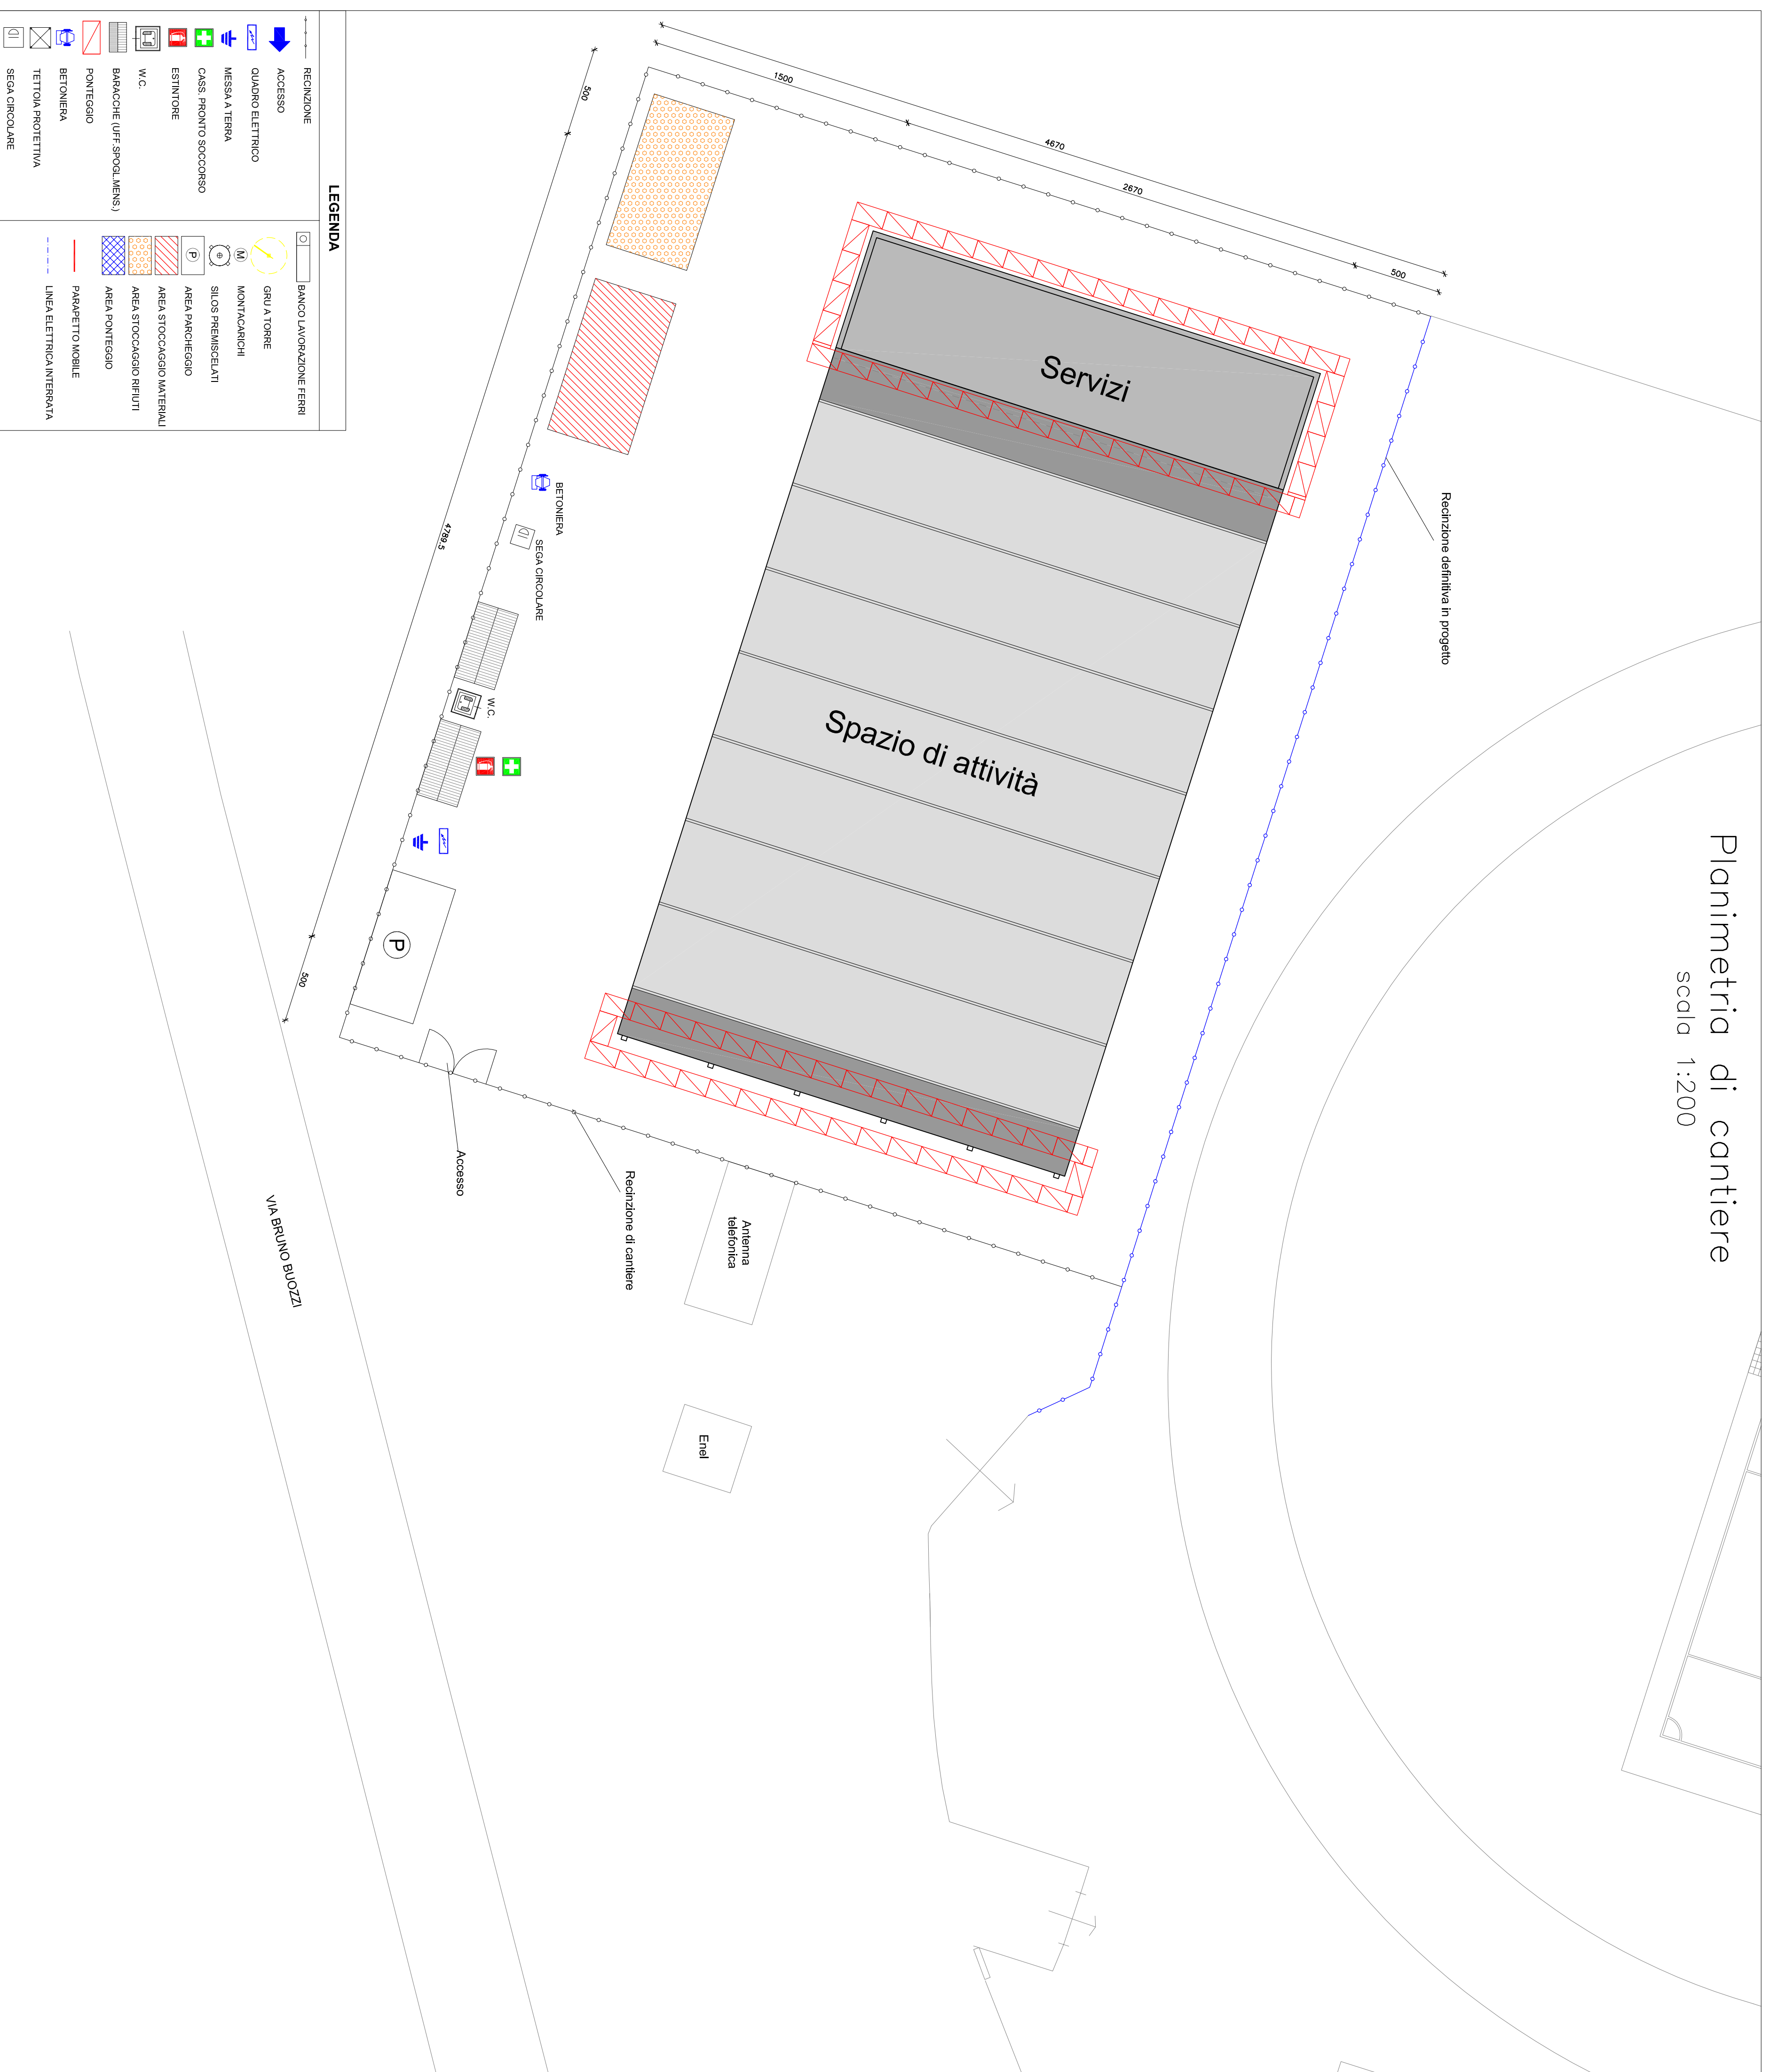 Planimetria di cantiere
scala 1:200
Recinzione definitiva in progetto
1500
4670
2670
500
500
4789.5
500
Servizi
Spazio di attività
BETONIERA
SEGA CIRCOLARE
W.C.
P
Accesso
Recinzione di cantiere
Antenna
telefonica
Enel
VIA BRUNO BUOZZI
LEGENDA
RECINZIONE
ACCESSO
QUADRO ELETTRICO
MESSA A TERRA
CASS. PRONTO SOCCORSO
ESTINTORE
W.C.
BARACCHE (UFF.SPOGL.MENS.)
PONTEGGIO
BETONIERA
TETTOIA PROTETTIVA
SEGA CIRCOLARE
BANCO LAVORAZIONE FERRI
GRU A TORRE
M MONTACARICHI
SILOS PREMISCELATI
P AREA PARCHEGGIO
AREA STOCCAGGIO MATERIALI
AREA STOCCAGGIO RIFIUTI
AREA PONTEGGIO
PARAPETTO MOBILE
LINEA ELETTRICA INTERRATA